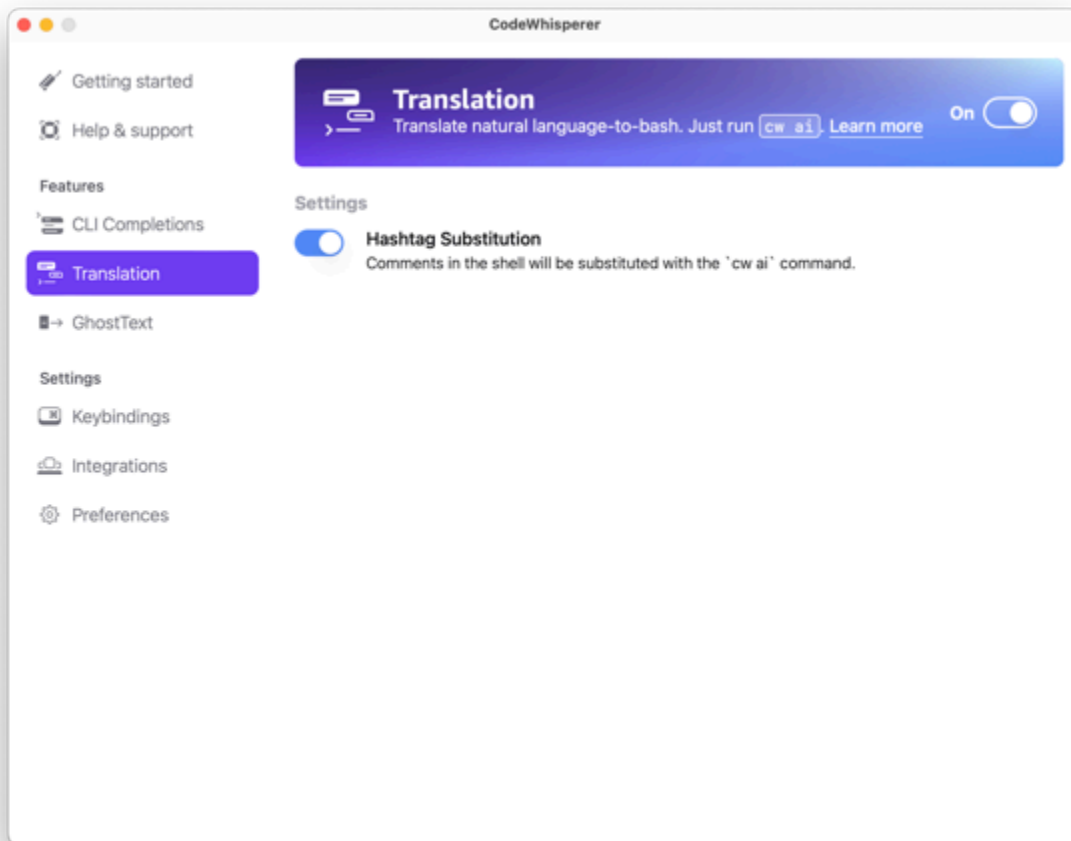 CodeWhisperer
Getting started
Help & support
Features
CLI Completions
Translation
GhostText
Settings
Keybindings
Integrations
Preferences
Translation
Translate natural language-to-bash. Just run cw ai. Learn more
On
Settings
Hashtag Substitution
Comments in the shell will be substituted with the `cw ai` command.